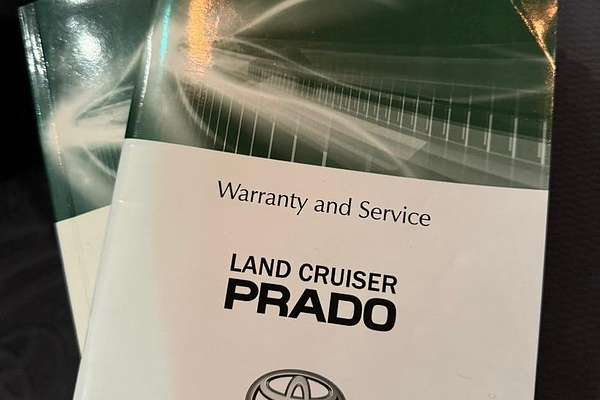 Warranty and Service
LAND CRUISER
PRADO